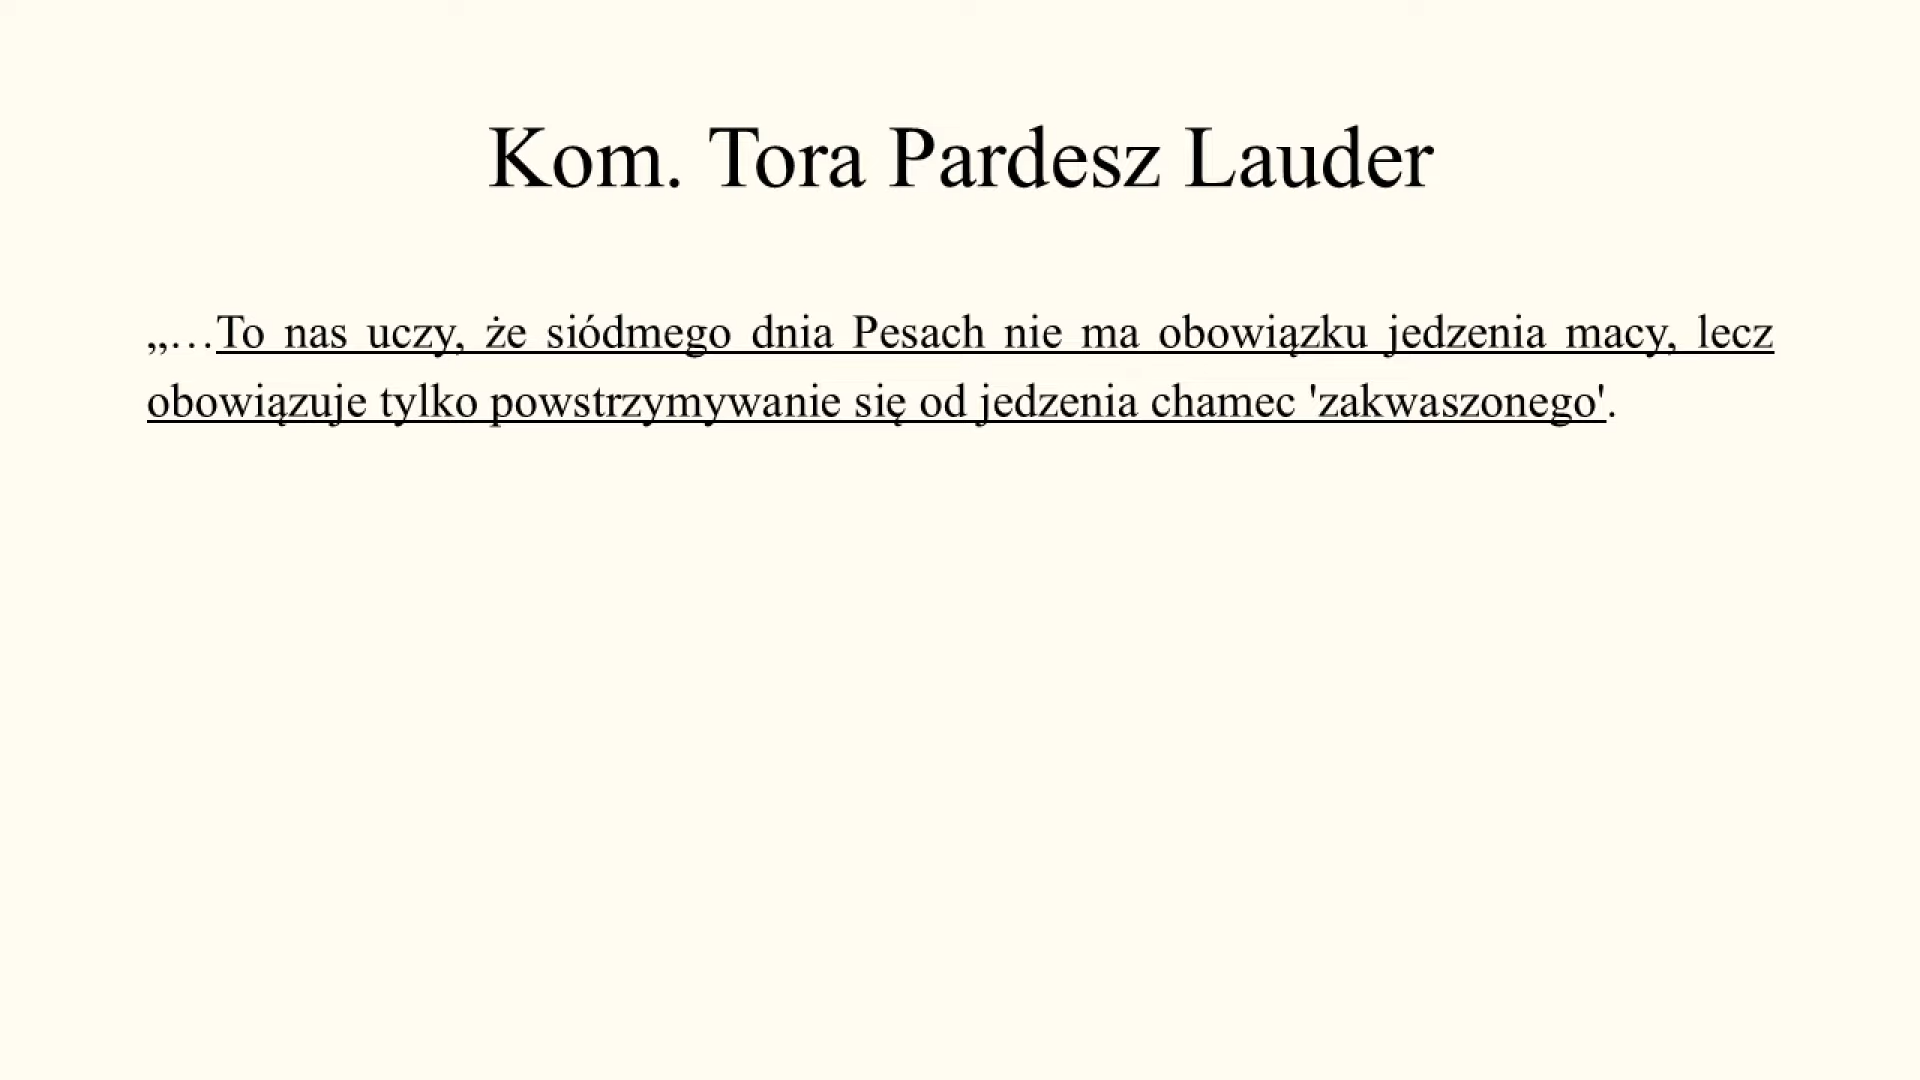 Kom. Tora Pardesz Lauder
„…To nas uczy, że siódmego dnia Pesach nie ma obowiązku jedzenia macy, lecz
obowiązuje tylko powstrzymywanie się od jedzenia chamec 'zakwaszonego'.